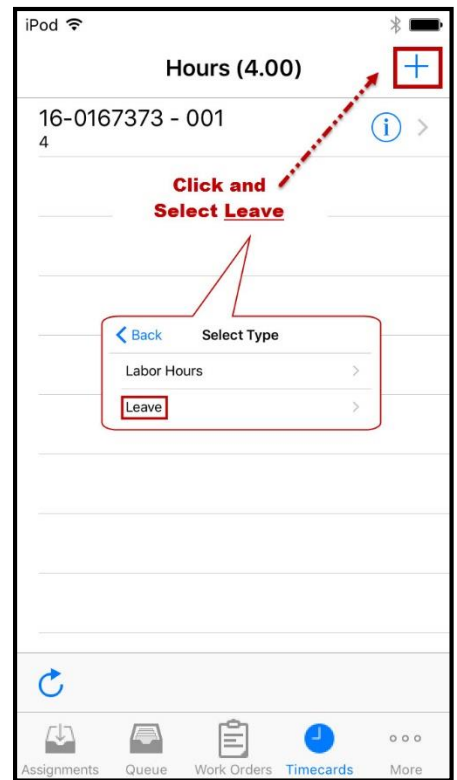 iPod
Hours (4.00)
16-0167373 - 001
4
Click and
Select Leave
Back Select Type
Labor Hours
Leave
Assignments Queue Work Orders Timecards More